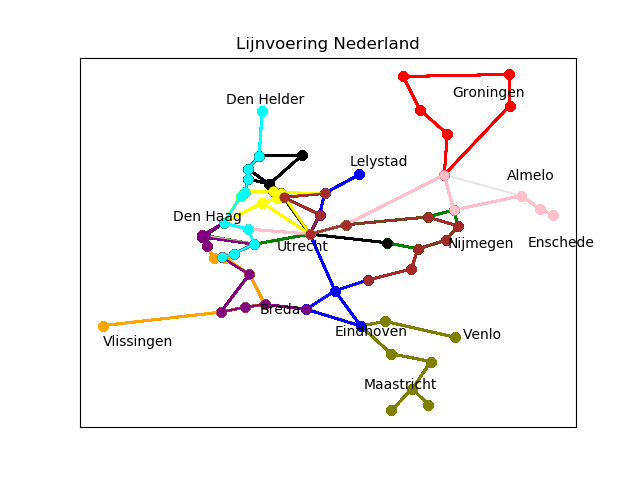 Lijnvoering Nederland
Groningen
Den Helder
Lelystad
Almelo
Den Haag
Utrecht
Nijmegen
Enschede
Breda
Eindhoven
Venlo
Vlissingen
Maastricht